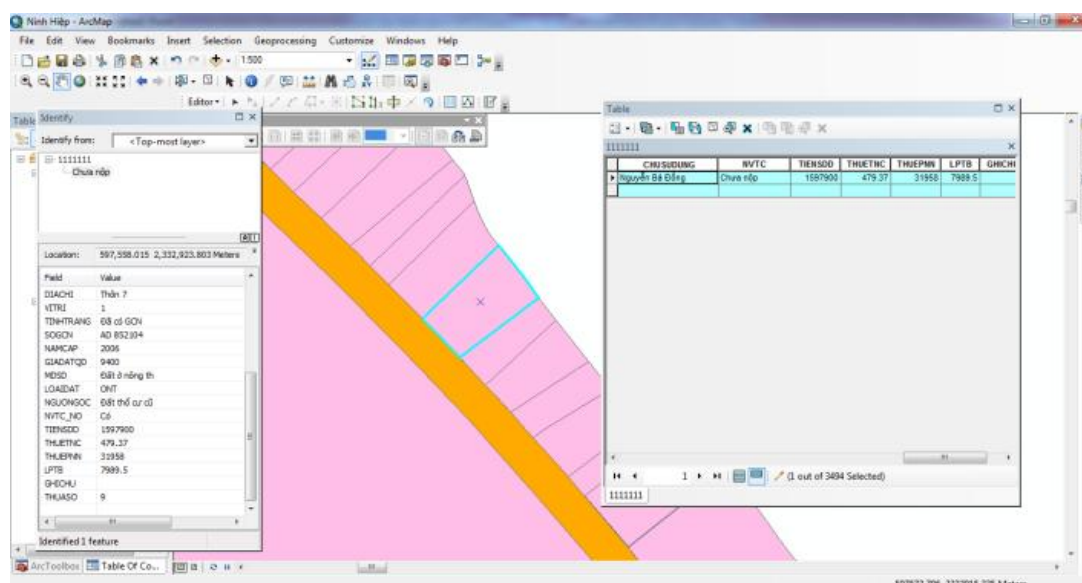 Ninh Hiệp - ArcMap
File Edit View Bookmarks Insert Selection Geoprocessing Customize Windows Help
1:500
Editor
Table
Identify
Identify from: <Top-most layer>
1111111
Chưa nộp
Location: 597,558.015 2,332,923.803 Meters
Field Value
DIACHI Thôn 7
VITRI 1
TINHTRANG Đã có GCN
SOGCN AD 852104
NAMCAP 2006
GIADATQD 9400
MDSD Đất ở nông th
LOAIDAT ONT
NGUONGOC Đất thổ cư cũ
NVTC_NO Có
TIENSDD 1597900
THUETNC 479.37
THUEPNN 31958
LPTB 7989.5
GHICHU
THUASO 9
Identified 1 feature
ArcToolbox Table Of Co...
Table
1111111
CHUSUDUNG NVTC TIENSDD THUETNC THUEPNN LPTB GHICHI
Nguyễn Bá Đồng Chưa nộp 1597900 479.37 31958 7989.5
1 (1 out of 3494 Selected)
1111111